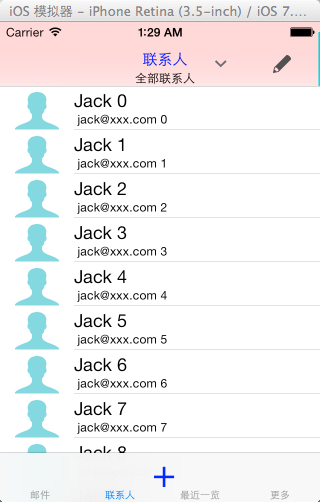 iOS 模拟器 - iPhone Retina (3.5-inch) / iOS 7....
Carrier 1:29 AM
联系人
全部联系人
Jack 0
jack@xxx.com 0
Jack 1
jack@xxx.com 1
Jack 2
jack@xxx.com 2
Jack 3
jack@xxx.com 3
Jack 4
jack@xxx.com 4
Jack 5
jack@xxx.com 5
Jack 6
jack@xxx.com 6
Jack 7
jack@xxx.com 7
Jack 8
邮件 联系人 最近一览 更多